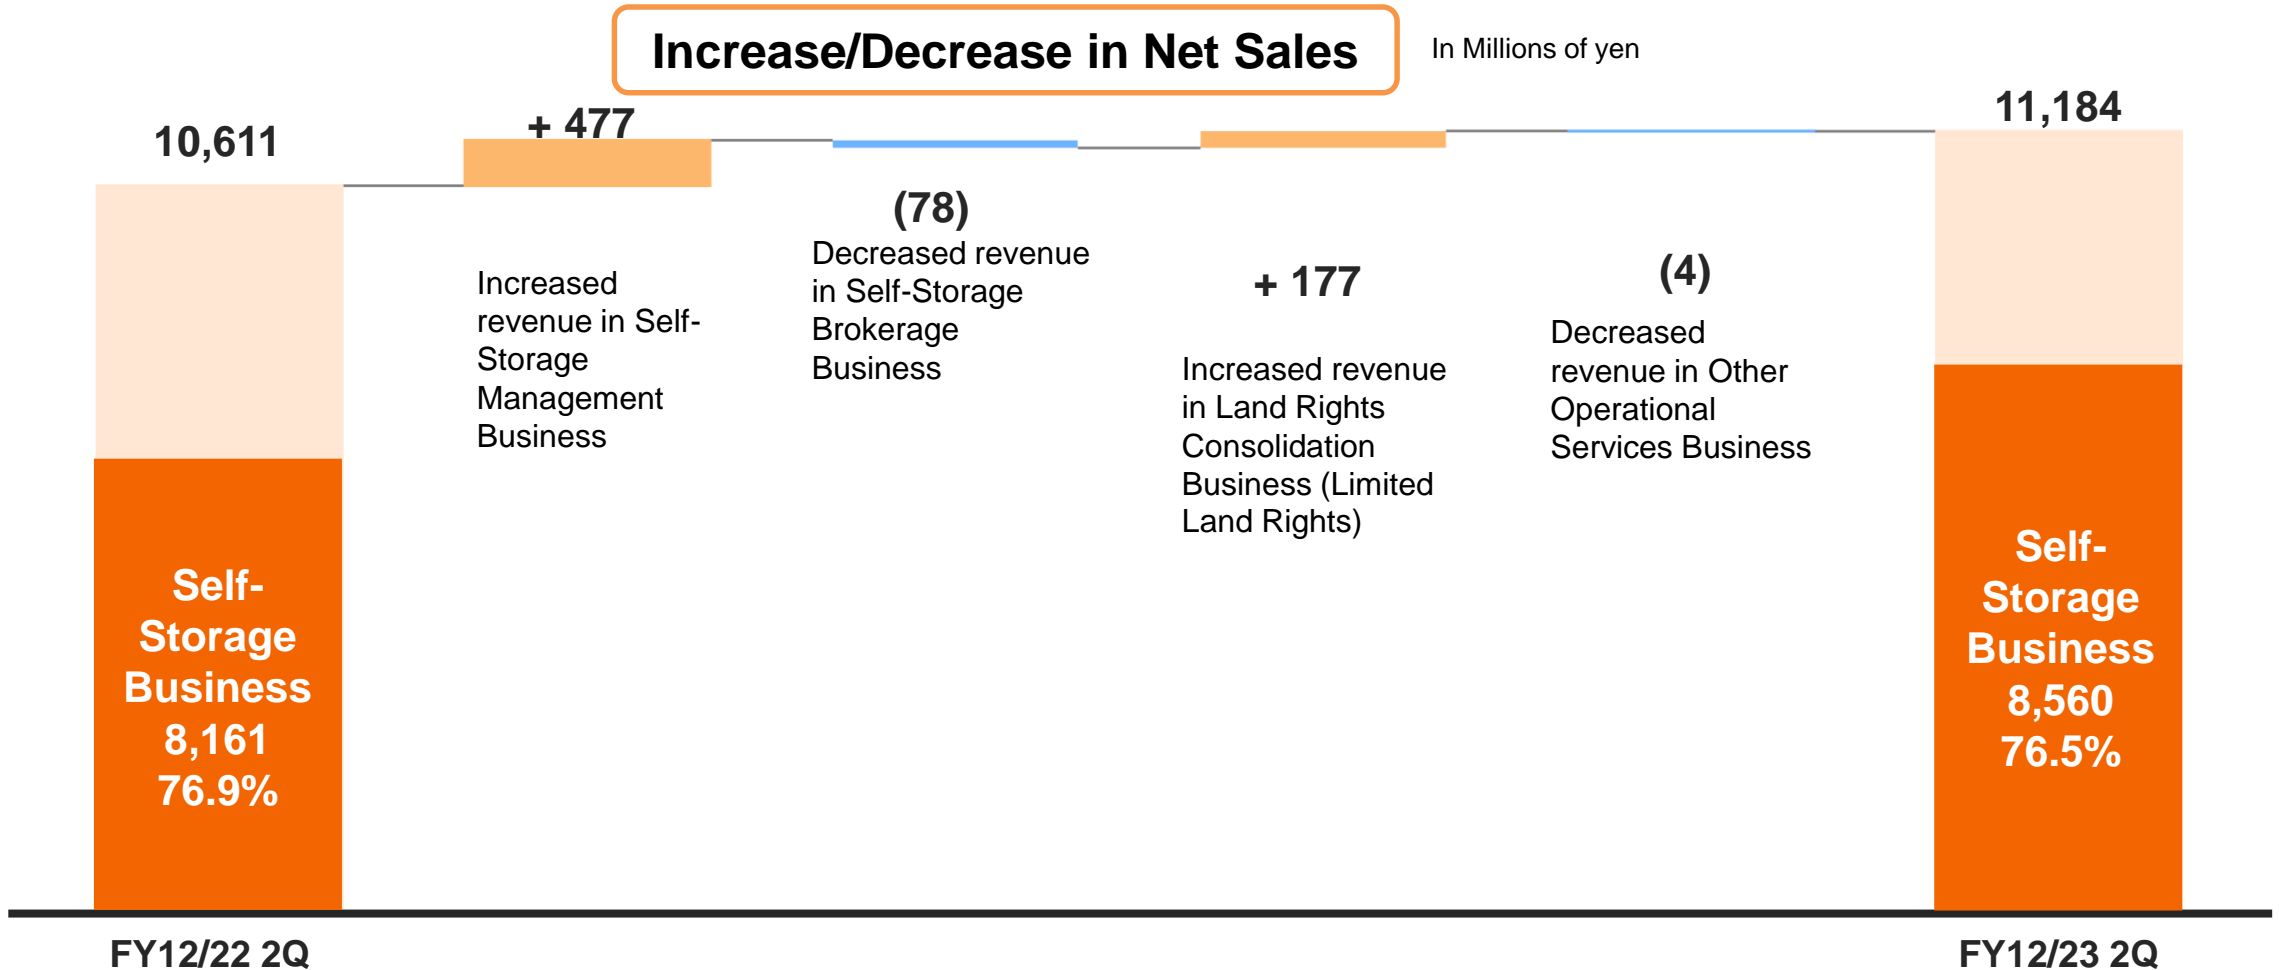 Increase/Decrease in Net Sales
In Millions of yen
10,611
+ 477
11,184
(78)
Decreased revenue
in Self-Storage
Brokerage
Business
Increased
revenue in Self-
Storage
Management
Business
+ 177
Increased revenue
in Land Rights
Consolidation
Business (Limited
Land Rights)
(4)
Decreased
revenue in Other
Operational
Services Business
Self-
Storage
Business
8,161
76.9%
Self-
Storage
Business
8,560
76.5%
FY12/22 2Q
FY12/23 2Q